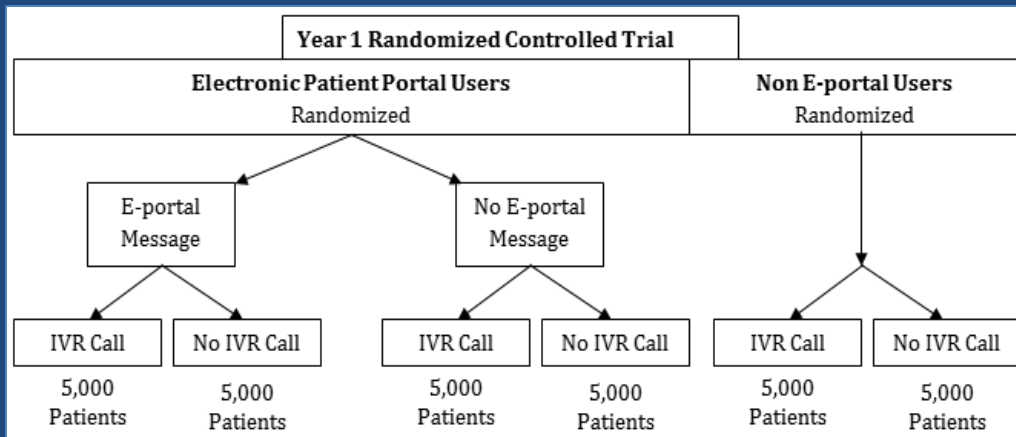 Year 1 Randomized Controlled Trial
Electronic Patient Portal Users
Randomized
Non E-portal Users
Randomized
E-portal
Message
No E-portal
Message
IVR Call
No IVR Call
IVR Call
No IVR Call
IVR Call
No IVR Call
5,000
Patients
5,000
Patients
5,000
Patients
5,000
Patients
5,000
Patients
5,000
Patients